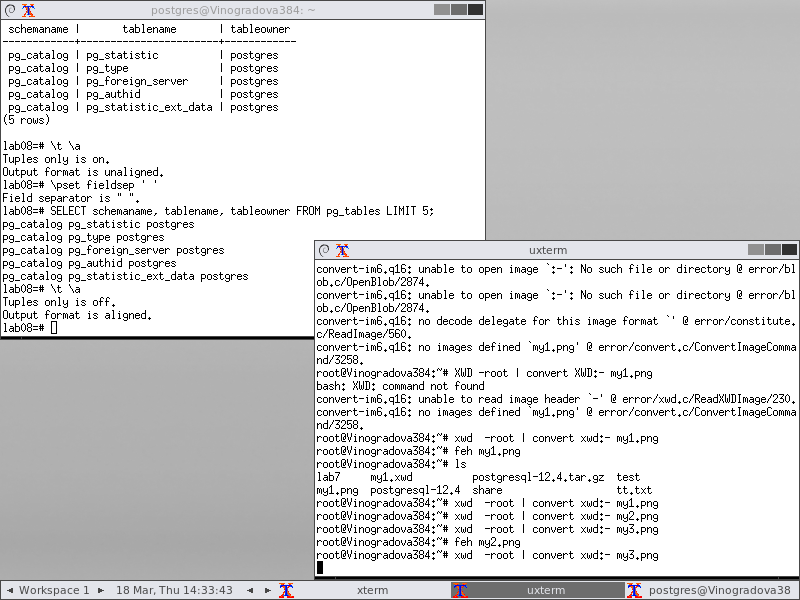 postgres@Vinogradova384: ~
schemaname | tablename | tableowner
------------+-----------------------+------------
pg_catalog | pg_statistic | postgres
pg_catalog | pg_type | postgres
pg_catalog | pg_foreign_server | postgres
pg_catalog | pg_authid | postgres
pg_catalog | pg_statistic_ext_data | postgres
(5 rows)
lab08=# \t \a
Tuples only is on.
Output format is unaligned.
lab08=# \pset fieldsep ' '
Field separator is " ".
lab08=# SELECT schemaname, tablename, tableowner FROM pg_tables LIMIT 5;
pg_catalog pg_statistic postgres
pg_catalog pg_type postgres
pg_catalog pg_foreign_server postgres
pg_catalog pg_authid postgres
pg_catalog pg_statistic_ext_data postgres
lab08=# \t \a
Tuples only is off.
Output format is aligned.
lab08=#
uxterm
convert-im6.q16: unable to open image `:-': No such file or directory @ error/bl
ob.c/OpenBlob/2874.
convert-im6.q16: unable to open image `:-': No such file or directory @ error/bl
ob.c/OpenBlob/2874.
convert-im6.q16: no decode delegate for this image format `' @ error/constitute.
c/ReadImage/560.
convert-im6.q16: no images defined `my1.png' @ error/convert.c/ConvertImageComma
nd/3258.
root@Vinogradova384:~# XWD -root | convert XWD:- my1.png
bash: XWD: command not found
convert-im6.q16: unable to read image header `-' @ error/xwd.c/ReadXWDImage/230.
convert-im6.q16: no images defined `my1.png' @ error/convert.c/ConvertImageComma
nd/3258.
root@Vinogradova384:~# xwd  -root | convert xwd:- my1.png
root@Vinogradova384:~# feh my1.png
root@Vinogradova384:~# ls
lab7 my1.xwd postgresql-12.4.tar.gz test
my1.png postgresql-12.4 share tt.txt
root@Vinogradova384:~# xwd  -root | convert xwd:- my1.png
root@Vinogradova384:~# xwd  -root | convert xwd:- my2.png
root@Vinogradova384:~# xwd  -root | convert xwd:- my3.png
root@Vinogradova384:~# feh my2.png
root@Vinogradova384:~# xwd  -root | convert xwd:- my3.png
Workspace 1 18 Mar, Thu 14:33:43 xterm uxterm postgres@Vinogradova38